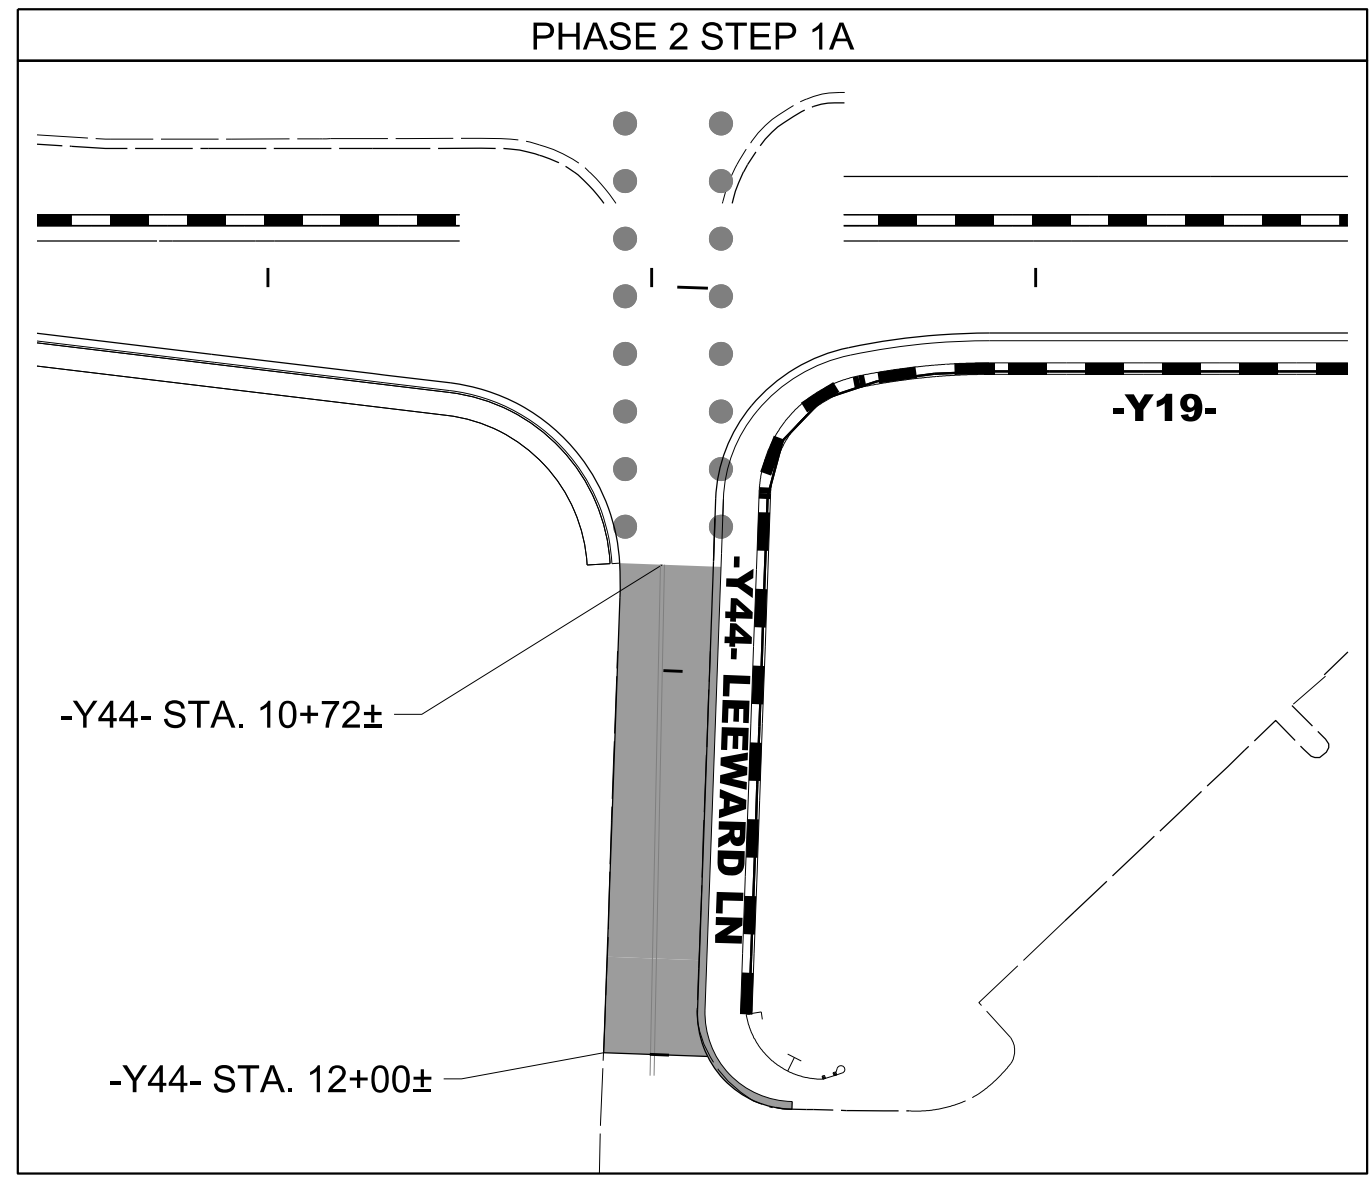 PHASE 2 STEP 1A
-Y19-
-Y44- LEEWARD LN
-Y44- STA. 10+72±
-Y44- STA. 12+00±